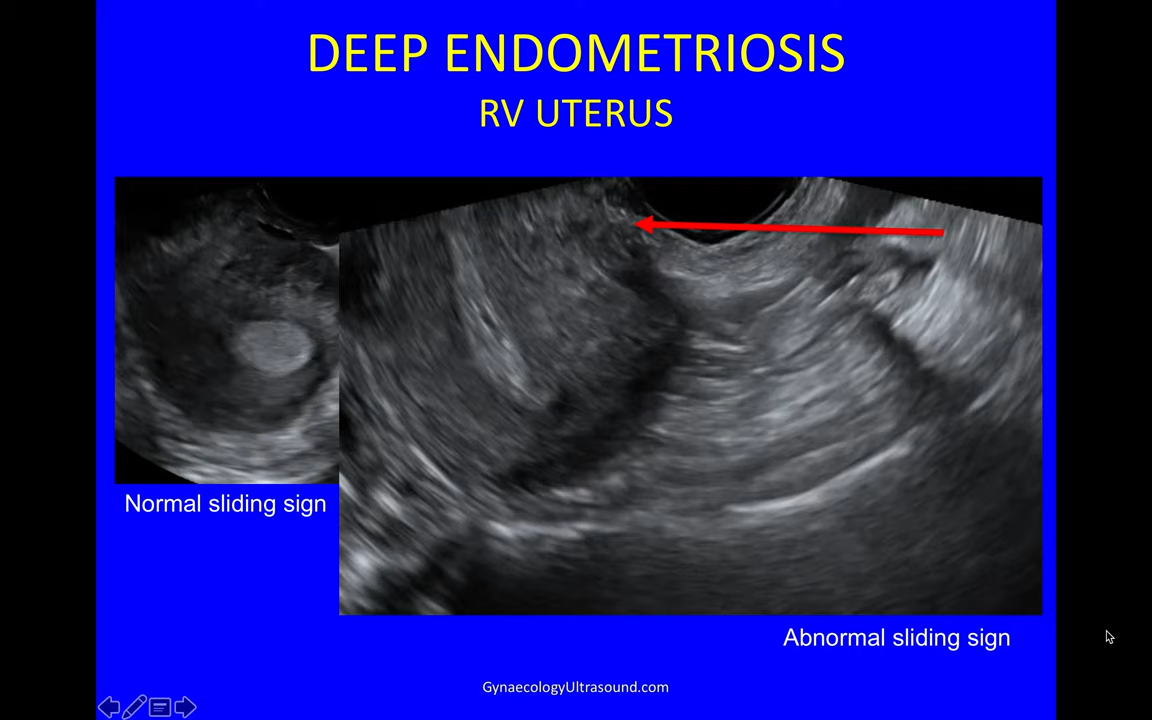 DEEP ENDOMETRIOSIS
RV UTERUS
Normal sliding sign
Abnormal sliding sign
GynaecologyUltrasound.com